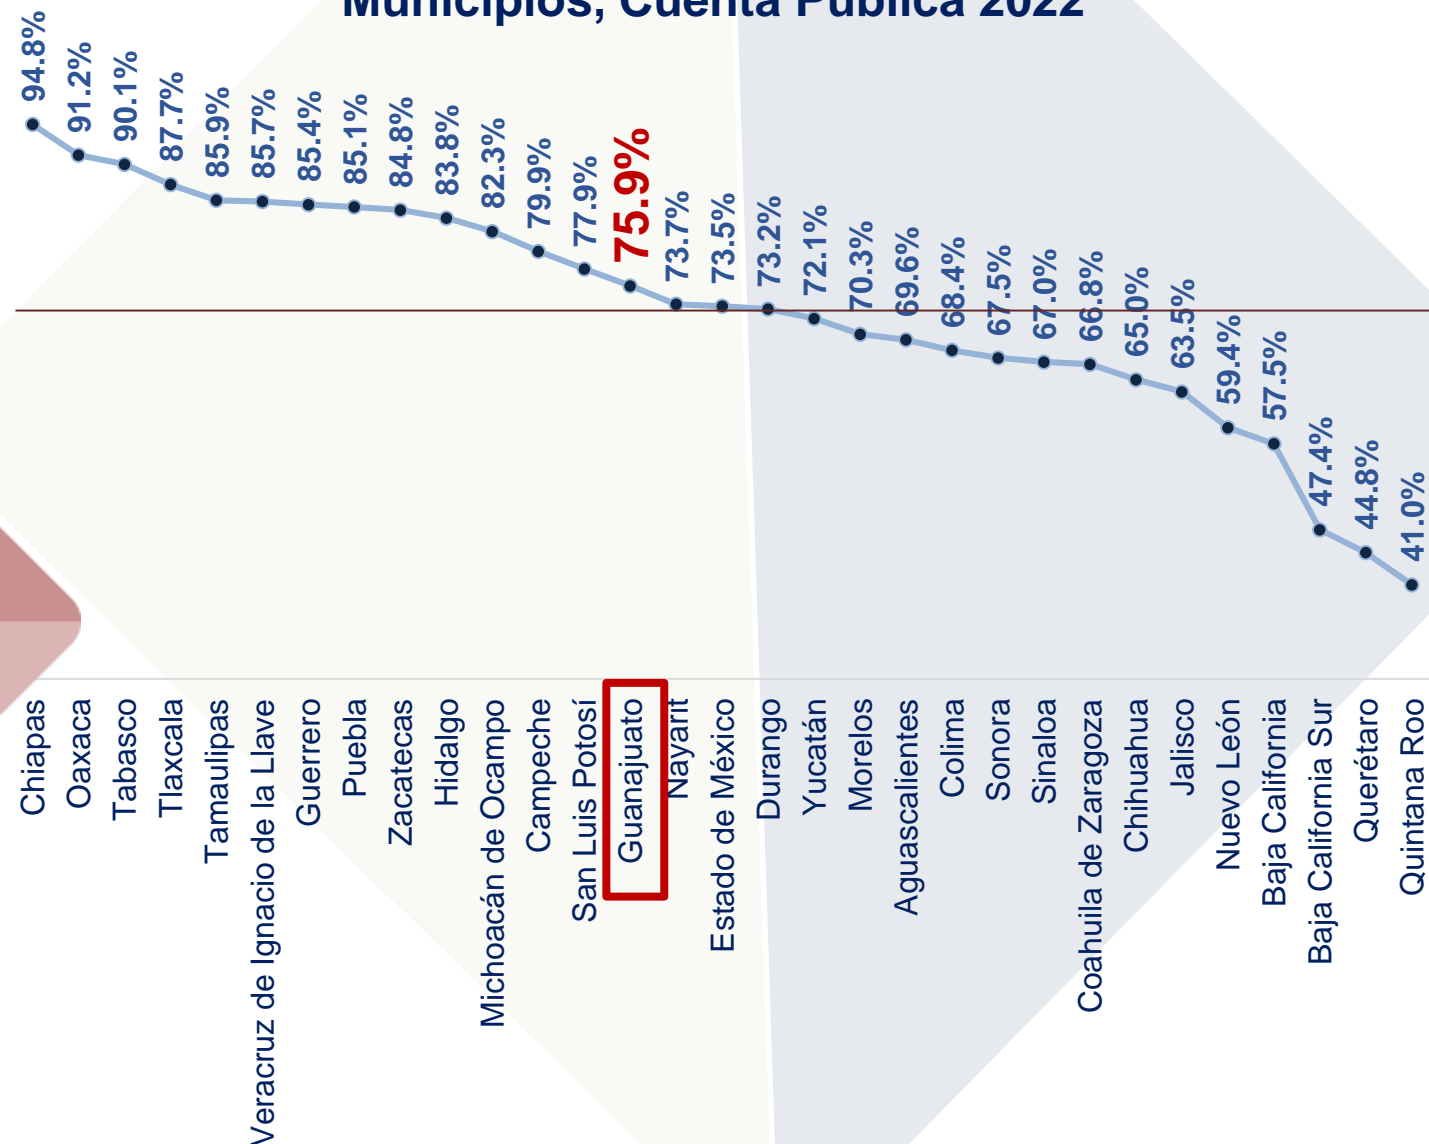 Municipios, Cuenta Pública 2022
94.8%
91.2%
90.1%
87.7%
85.9%
85.7%
85.4%
85.1%
84.8%
83.8%
82.3%
79.9%
77.9%
75.9%
73.7%
73.5%
73.2%
72.1%
70.3%
69.6%
68.4%
67.5%
67.0%
66.8%
65.0%
63.5%
59.4%
57.5%
47.4%
44.8%
41.0%
Chiapas
Oaxaca
Tabasco
Tlaxcala
Tamaulipas
Veracruz de Ignacio de la Llave
Guerrero
Puebla
Zacatecas
Hidalgo
Michoacán de Ocampo
Campeche
San Luis Potosí
Guanajuato
Nayarit
Estado de México
Durango
Yucatán
Morelos
Aguascalientes
Colima
Sonora
Sinaloa
Coahuila de Zaragoza
Chihuahua
Jalisco
Nuevo León
Baja California
Baja California Sur
Querétaro
Quintana Roo